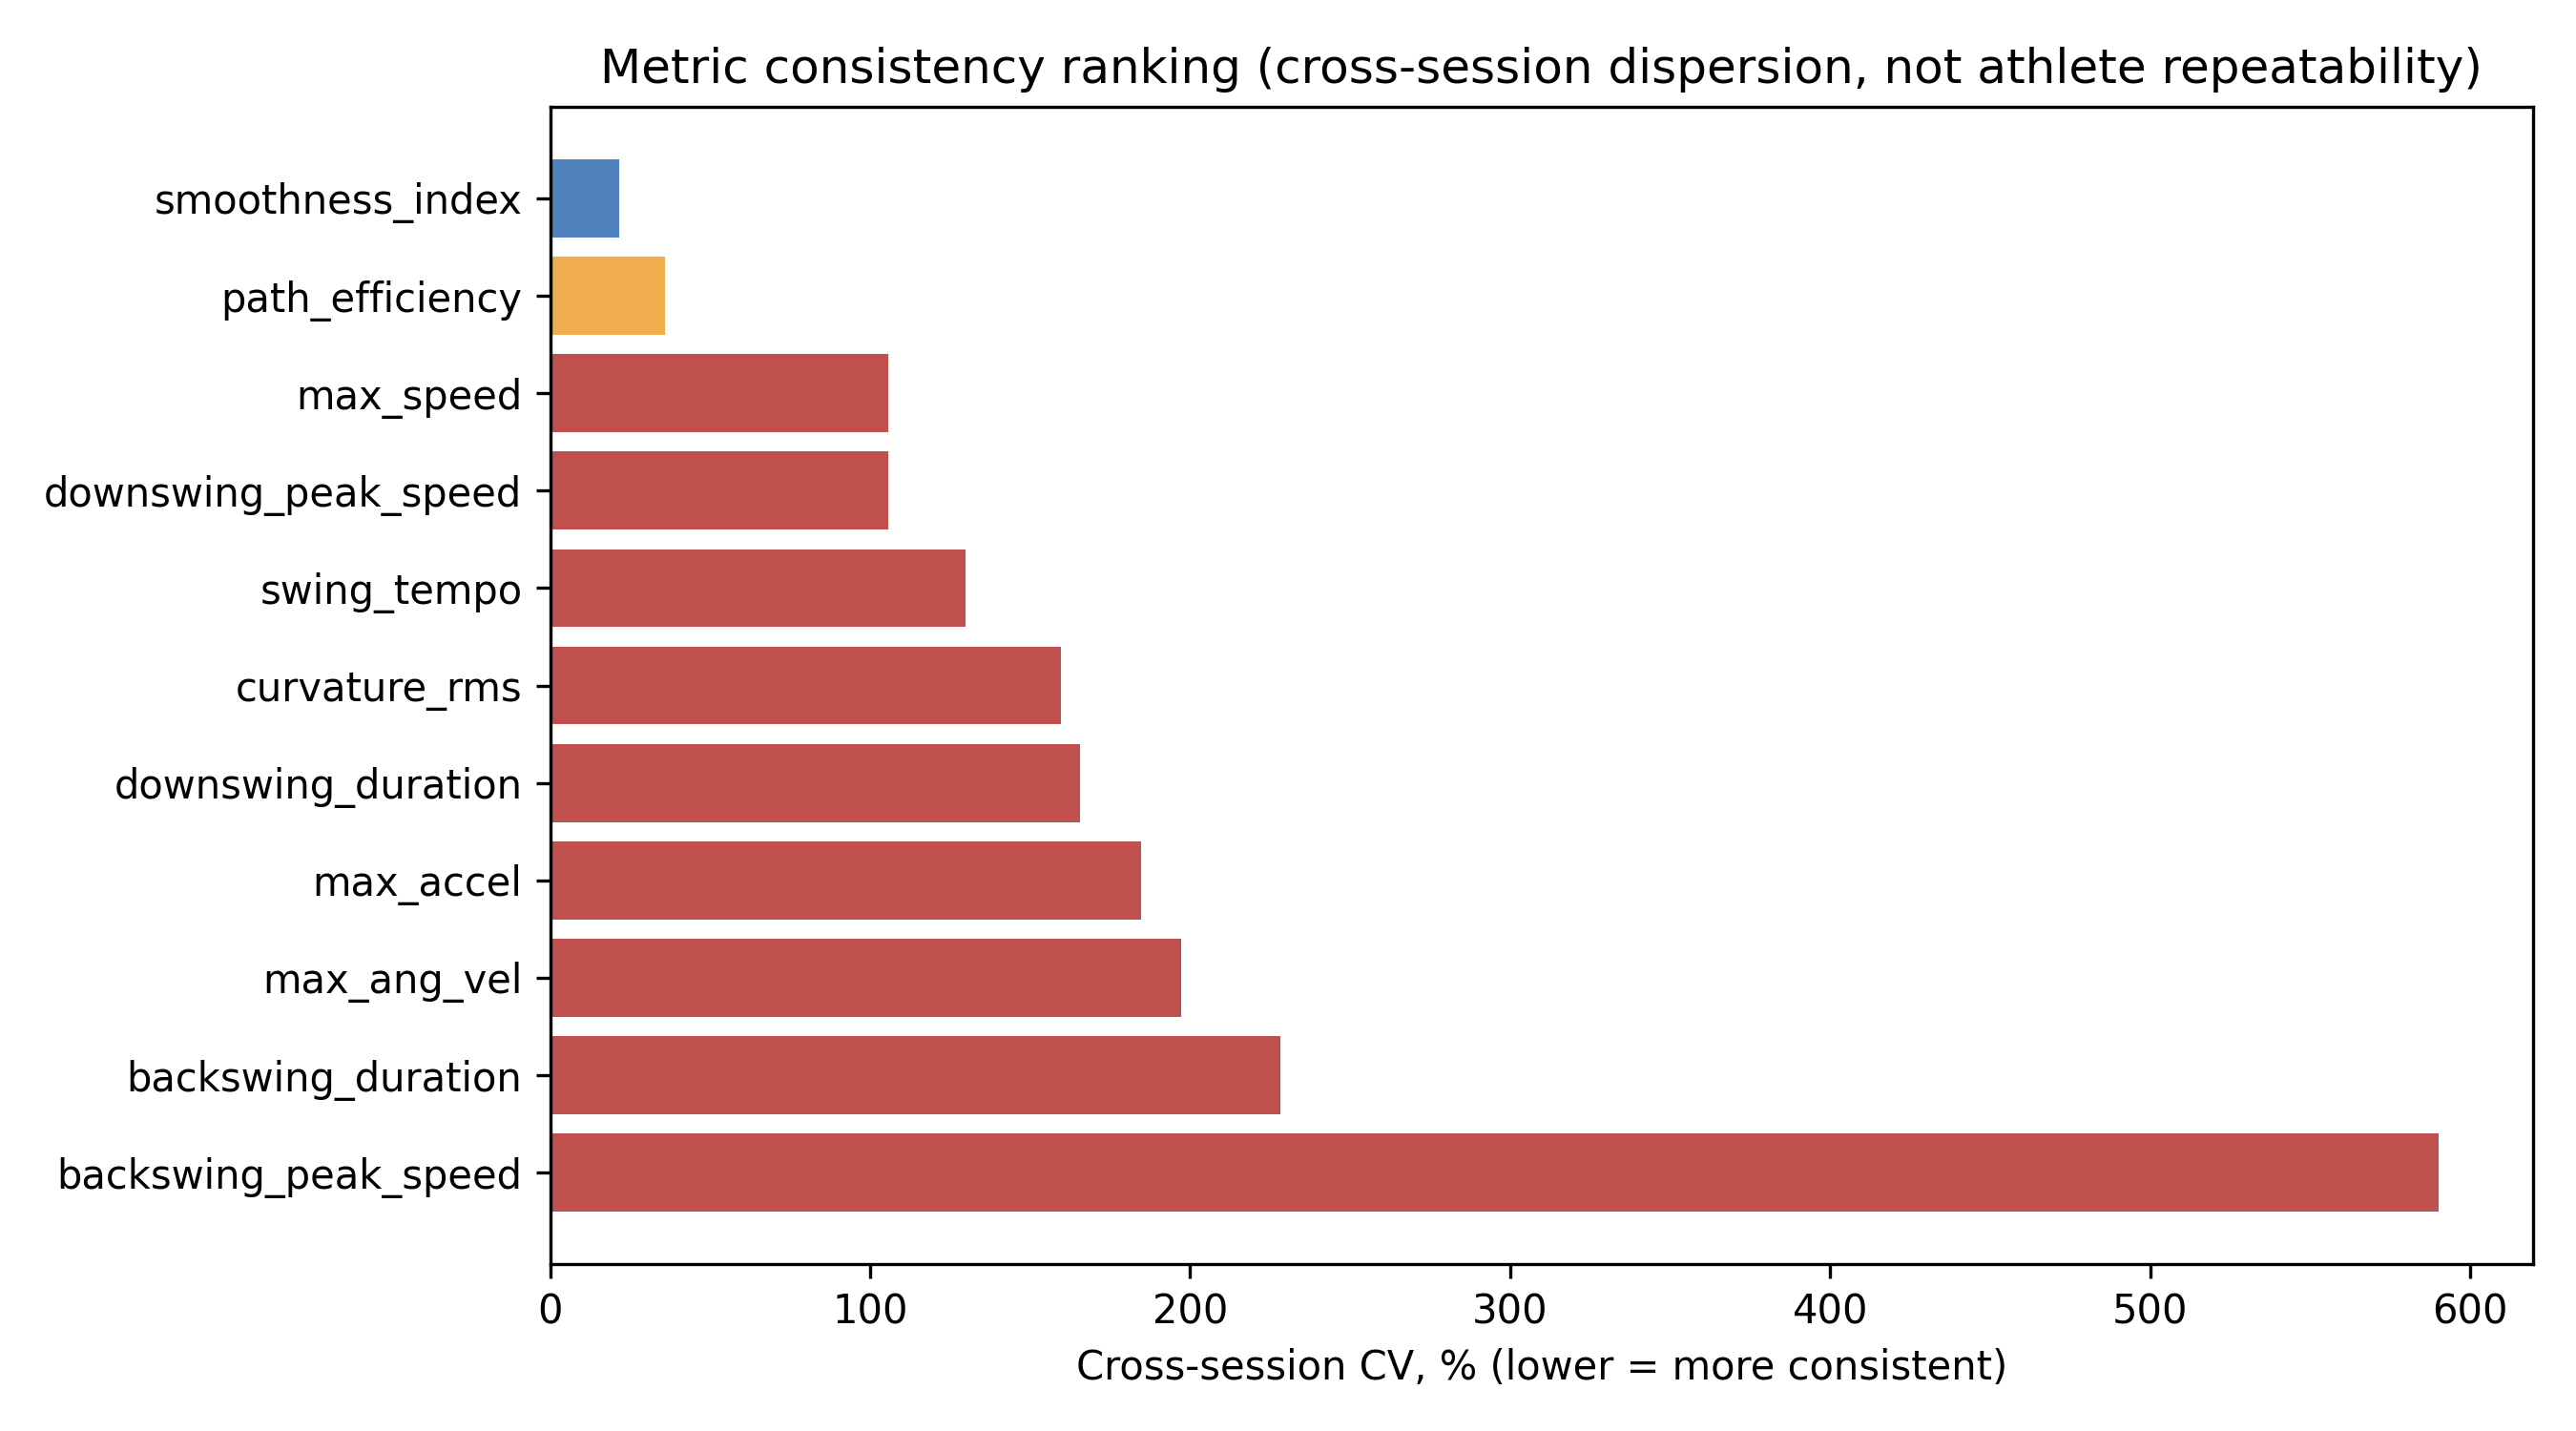 Metric consistency ranking (cross-session dispersion, not athlete repeatability)
smoothness_index
path_efficiency
max_speed
downswing_peak_speed
swing_tempo
curvature_rms
downswing_duration
max_accel
max_ang_vel
backswing_duration
backswing_peak_speed
0 100 200 300 400 500 600
Cross-session CV, % (lower = more consistent)